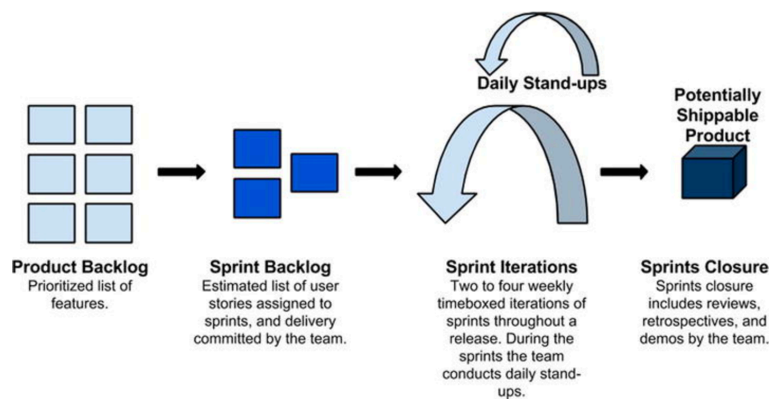 Daily Stand-ups
Potentially
Shippable
Product
Product Backlog
Prioritized list of
features.
Sprint Backlog
Estimated list of user
stories assigned to
sprints, and delivery
committed by the team.
Sprint Iterations
Two to four weekly
timeboxed iterations of
sprints throughout a
release. During the
sprints the team
conducts daily stand-
ups.
Sprints Closure
Sprints closure
includes reviews,
retrospectives, and
demos by the team.